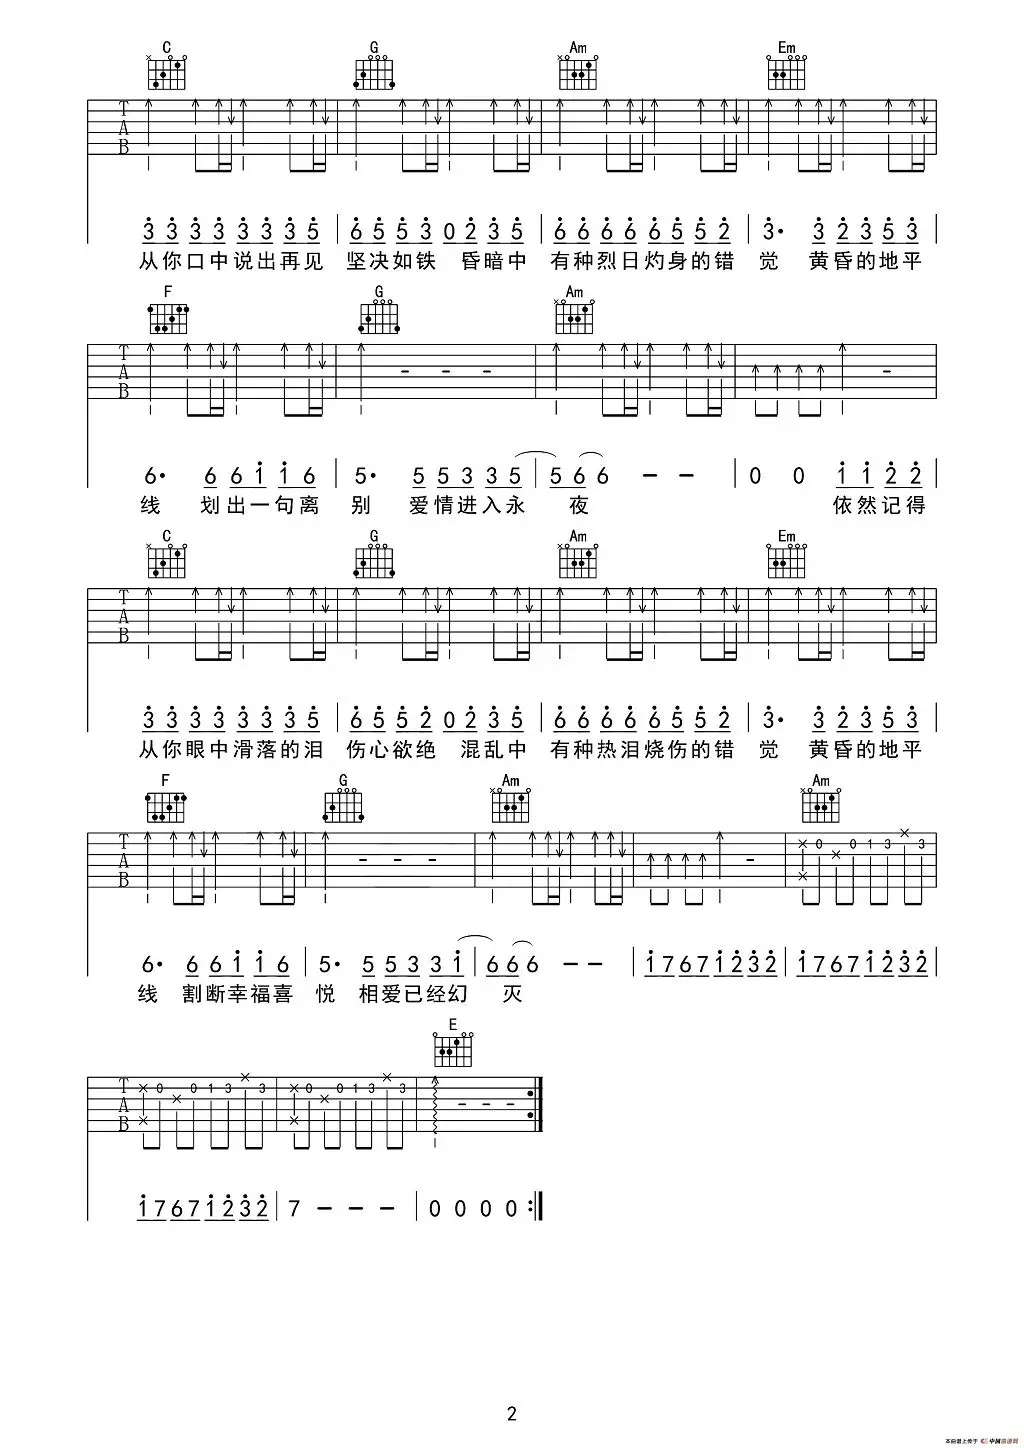 C G Am Em
T
A
B
3 3 3 3 3 3 3 5 6 5 5 3 0 2 3 5 6 6 6 6 6 5 5 2 3· 3 2 3 5 3
从你口中说出再见 坚决如铁 昏暗中 有种烈日灼身的错 觉 黄昏的地平
F G Am
T
A
B
6· 6 6 1 1 6 5· 5 5 3 3 5 5 6 6 - - 0 0 1 1 2 2
线 划出一句离 别 爱情进入永 夜 依然记得
C G Am Em
T
A
B
3 3 3 3 3 3 3 5 6 5 5 2 0 2 3 5 6 6 6 6 6 5 5 2 3· 3 2 3 5 3
从你眼中滑落的泪 伤心欲绝 混乱中 有种热泪烧伤的错 觉 黄昏的地平
F G Am Am
T
A
B
0 0 1 3 3
6· 6 6 1 1 6 5· 5 5 3 3 1 6 6 6 - - 1 7 6 7 1 2 3 2 1 7 6 7 1 2 3 2
线 割断幸福喜 悦 相爱已经幻 灭
E
T
A
B
0 0 1 3 3 0 0 1 3 3
1 7 6 7 1 2 3 2 7 - - - 0 0 0 0
2
本曲谱上传于 中国曲谱网